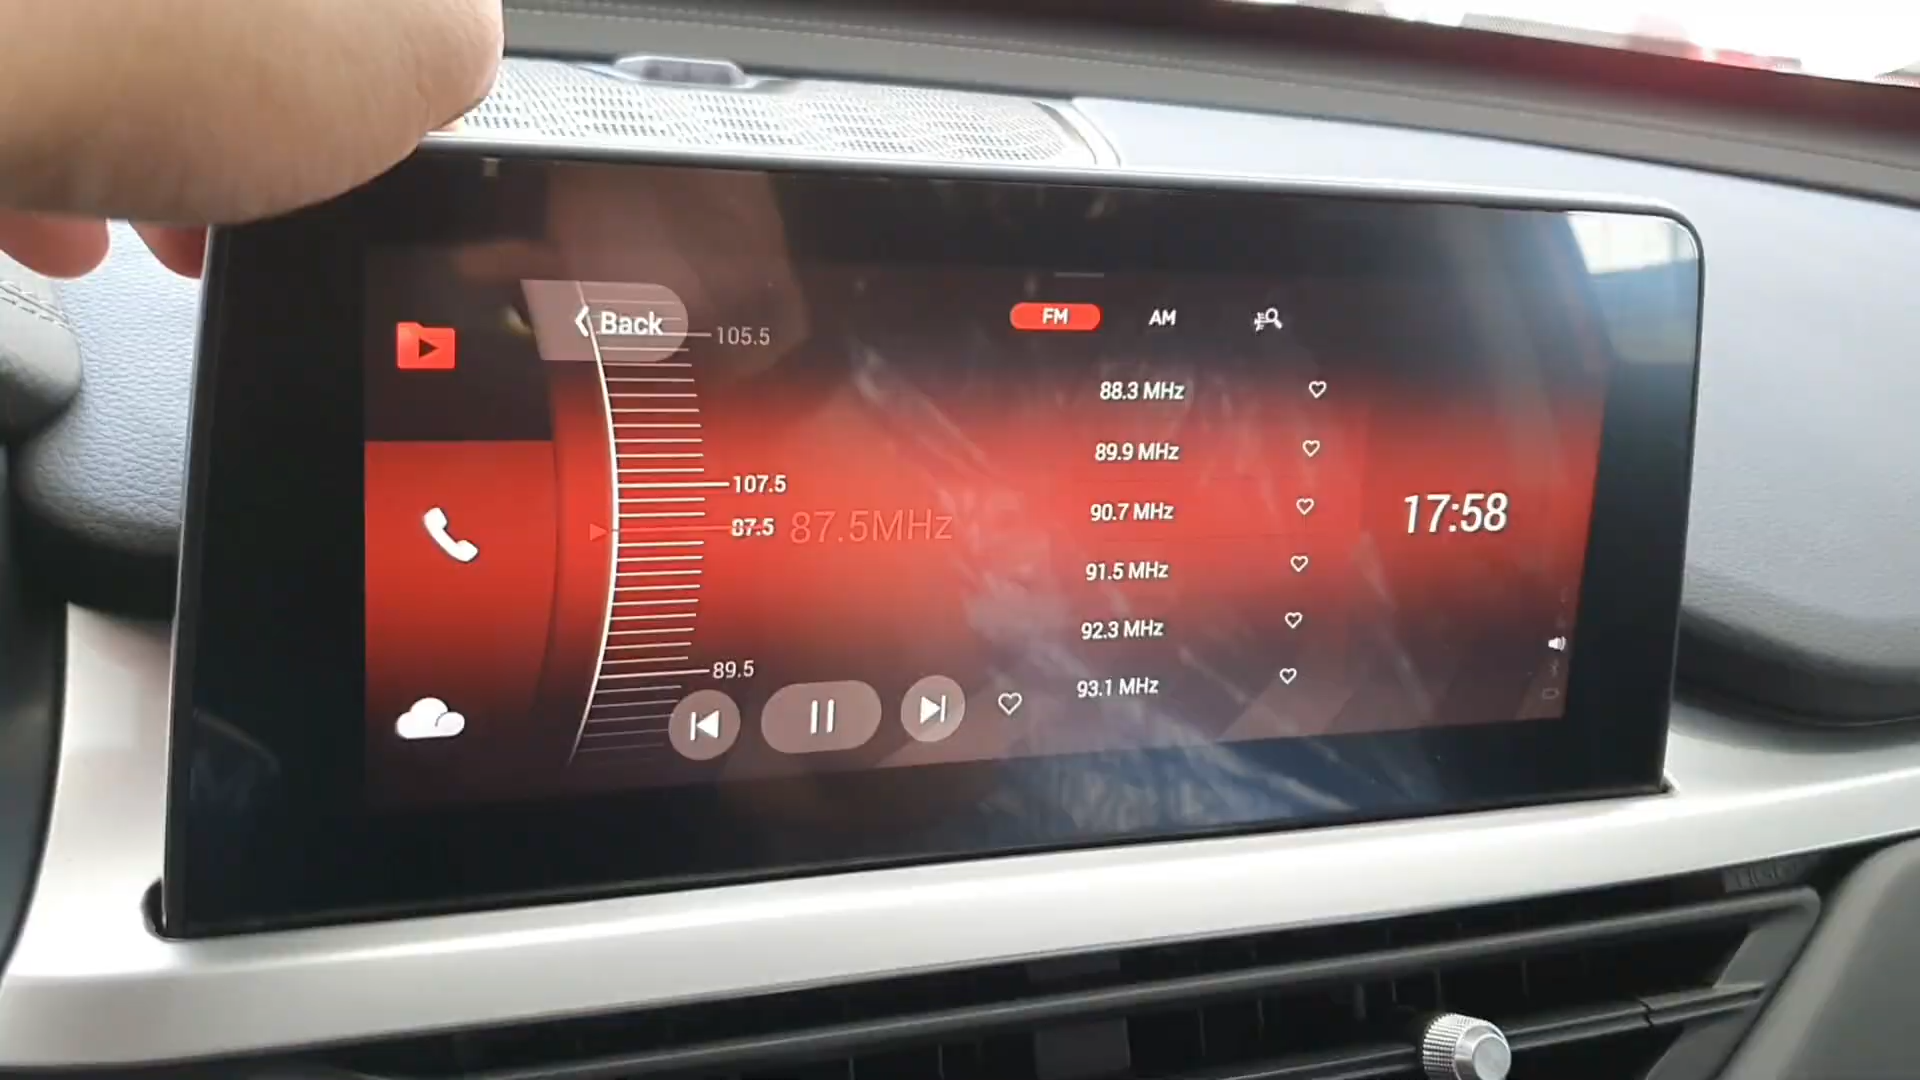 Back
105.5
FM
AM
88.3 MHz
89.9 MHz
107.5
87.5
87.5MHz
90.7 MHz
17:58
91.5 MHz
92.3 MHz
89.5
93.1 MHz